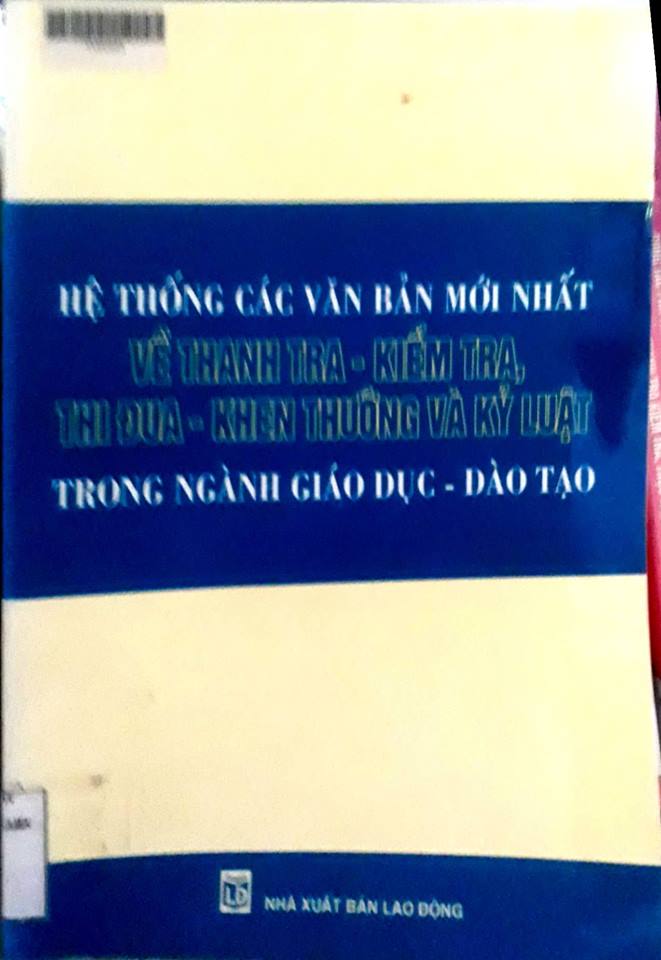 HỆ THỐNG CÁC VĂN BẢN MỚI NHẤT
VỀ THANH TRA - KIỂM TRA,
THI ĐUA - KHEN THƯỞNG VÀ KỶ LUẬT
TRONG NGÀNH GIÁO DỤC - ĐÀO TẠO
LĐ
NHÀ XUẤT BẢN LAO ĐỘNG